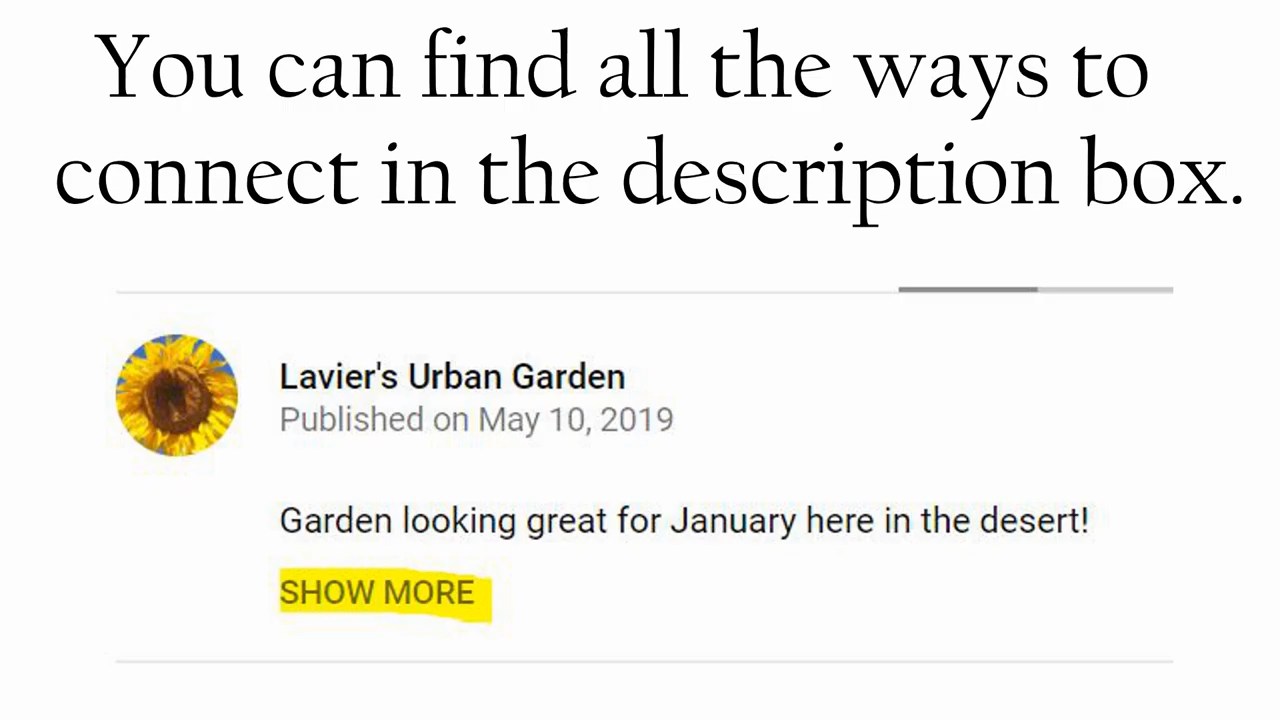 You can find all the ways to
connect in the description box.
Lavier's Urban Garden
Published on May 10, 2019
Garden looking great for January here in the desert!
SHOW MORE